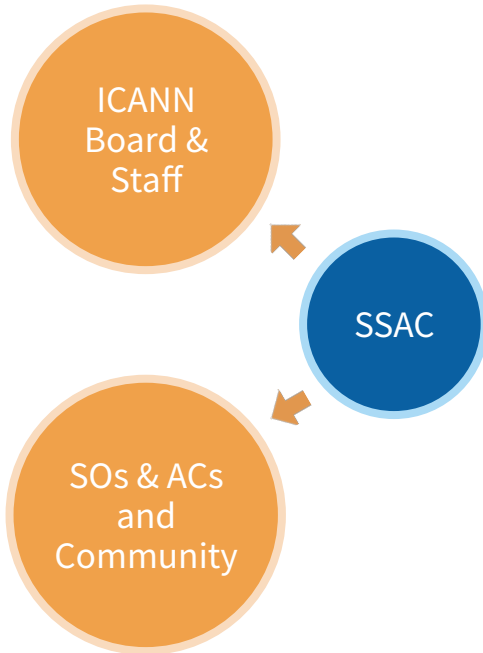 ICANN
Board &
Staff
SSAC
SOs & ACs
and
Community